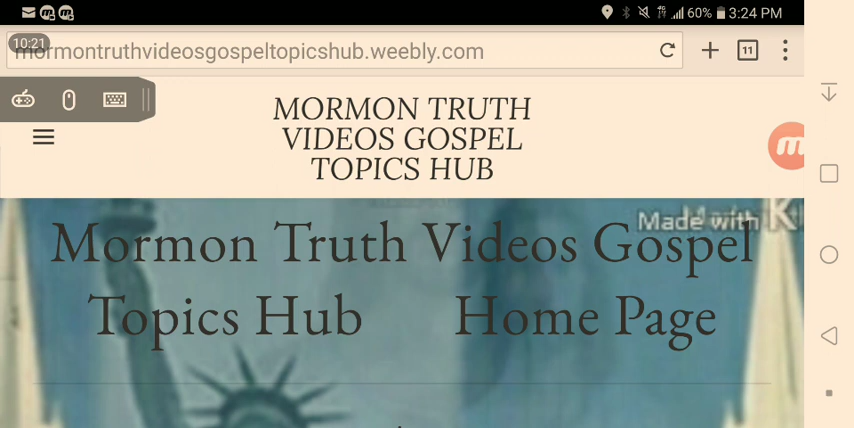 60% 3:24 PM
10:21
mormontruthvideosgospeltopicshub.weebly.com
11
MORMON TRUTH
VIDEOS GOSPEL
TOPICS HUB
Made with
Mormon Truth Videos Gospel
Topics Hub Home Page